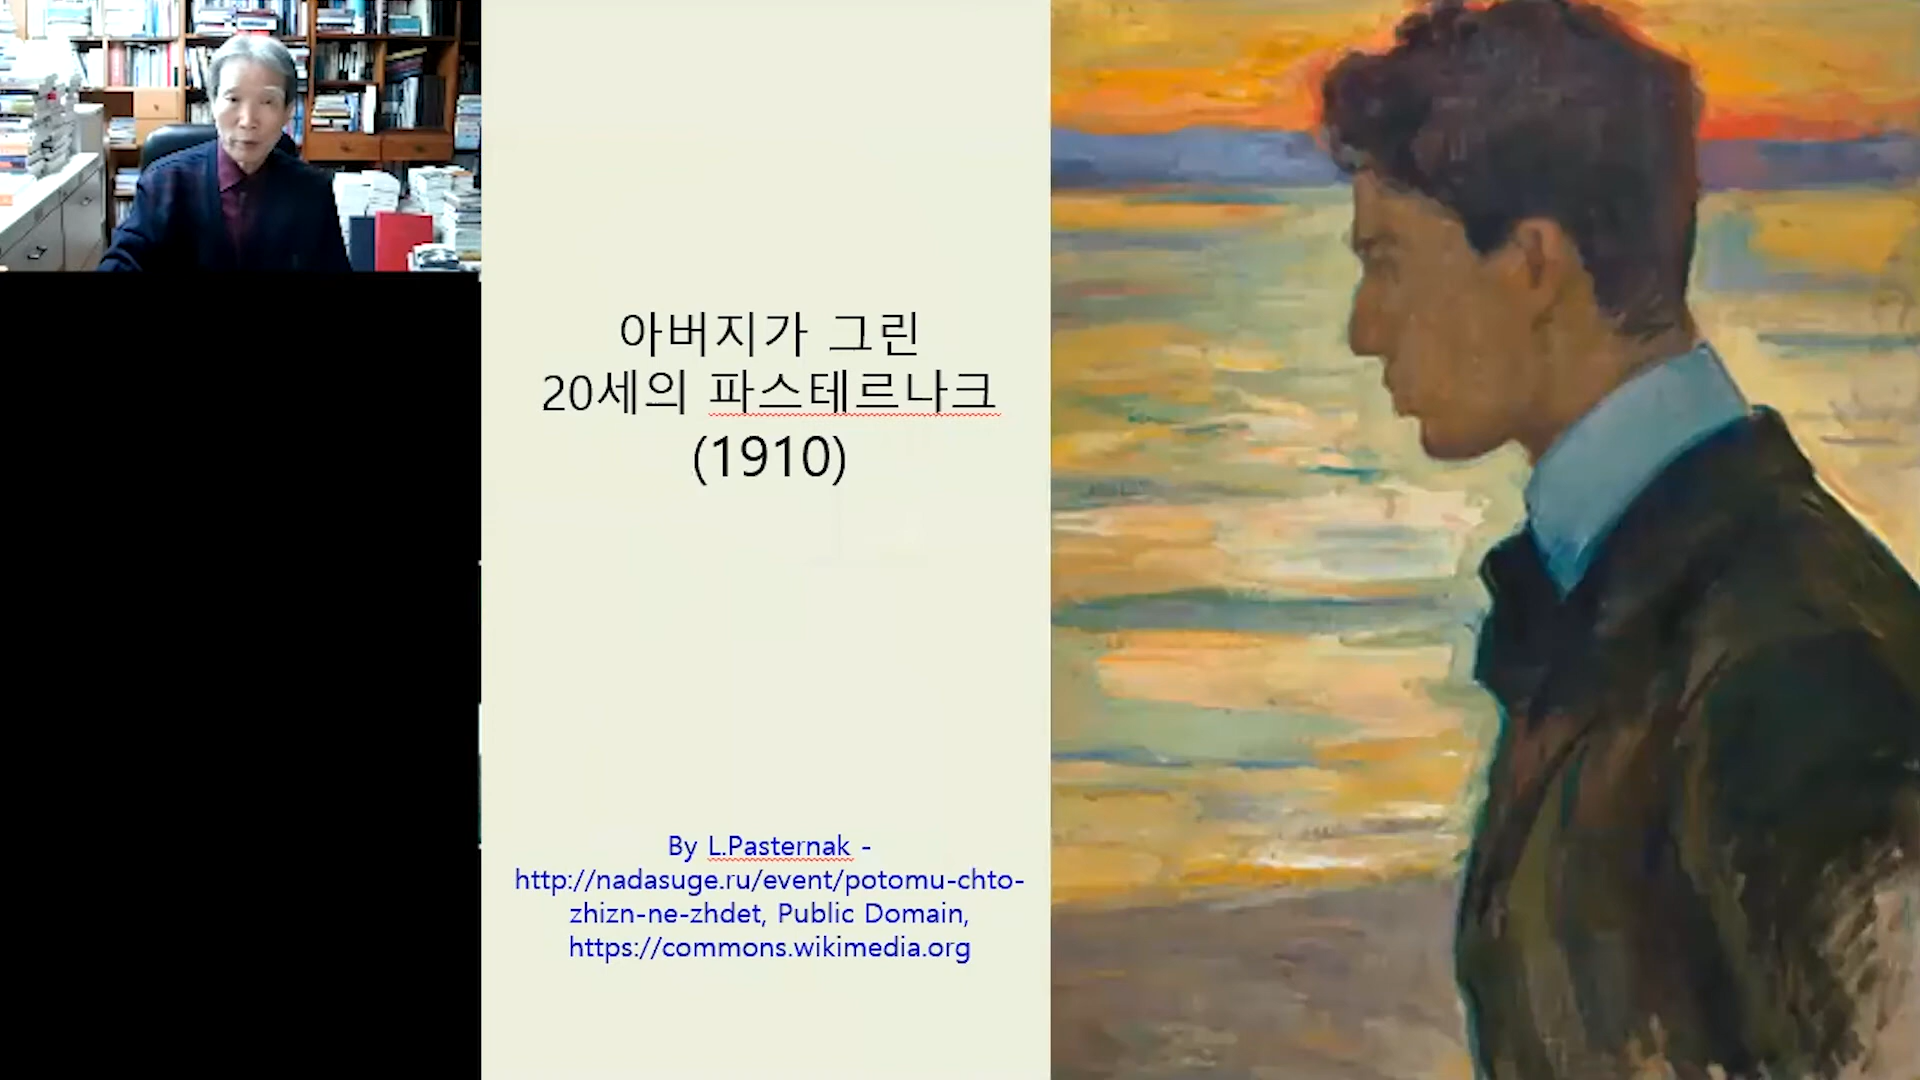 아버지가 그린
20세의 파스테르나크
(1910)
By L.Pasternak -
http://nadasuge.ru/event/potomu-chto-
zhizn-ne-zhdet, Public Domain,
https://commons.wikimedia.org